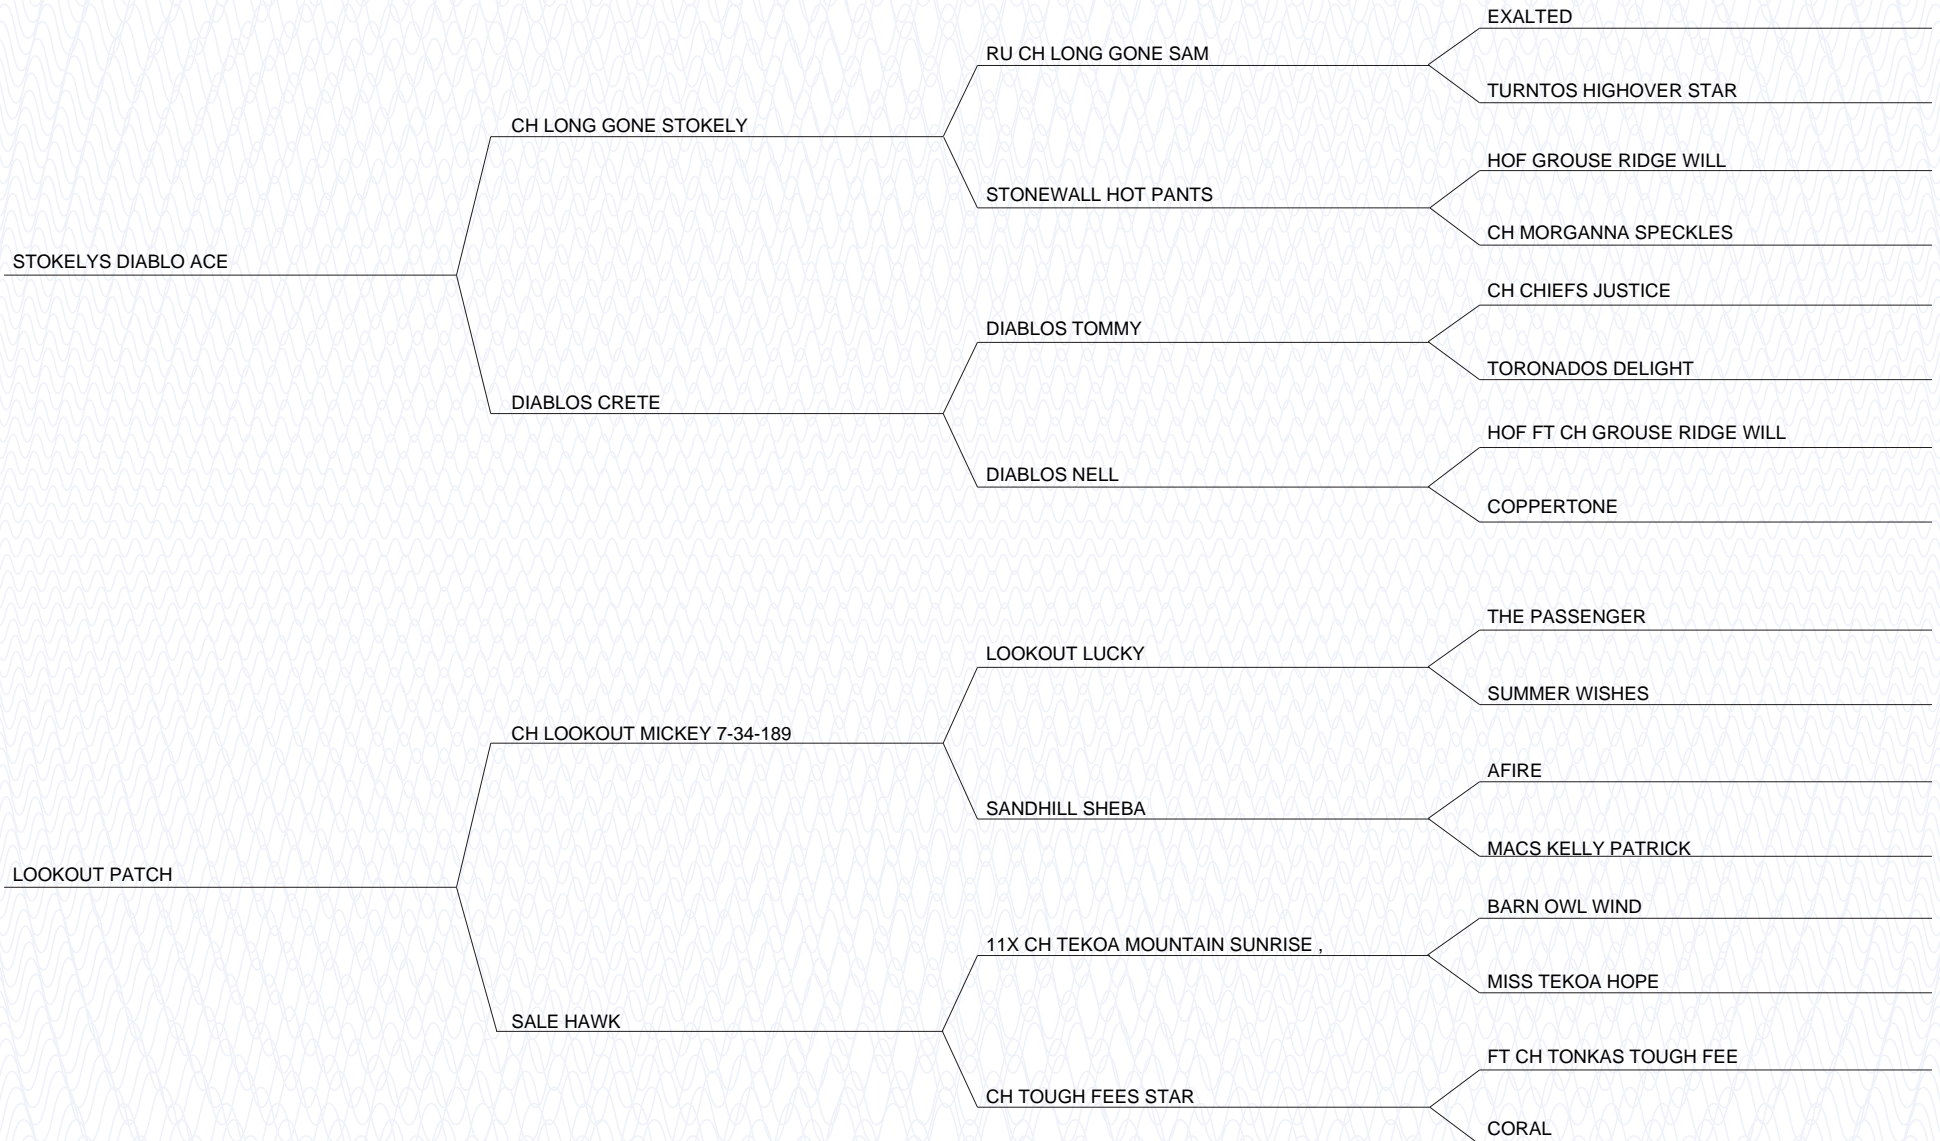 EXALTED
RU CH LONG GONE SAM
TURNTOS HIGHOVER STAR
CH LONG GONE STOKELY
HOF GROUSE RIDGE WILL
STONEWALL HOT PANTS
CH MORGANNA SPECKLES
STOKELYS DIABLO ACE
CH CHIEFS JUSTICE
DIABLOS TOMMY
TORONADOS DELIGHT
DIABLOS CRETE
HOF FT CH GROUSE RIDGE WILL
DIABLOS NELL
COPPERTONE
THE PASSENGER
LOOKOUT LUCKY
SUMMER WISHES
CH LOOKOUT MICKEY 7-34-189
AFIRE
SANDHILL SHEBA
MACS KELLY PATRICK
LOOKOUT PATCH
BARN OWL WIND
11X CH TEKOA MOUNTAIN SUNRISE ,
MISS TEKOA HOPE
SALE HAWK
FT CH TONKAS TOUGH FEE
CH TOUGH FEES STAR
CORAL